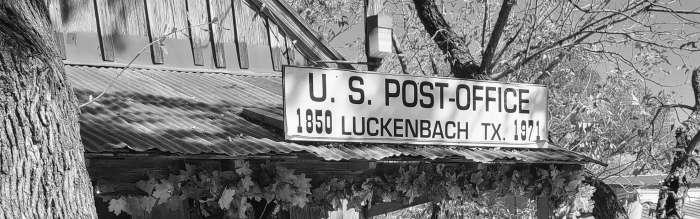 U. S. POST-OFFICE
1850 LUCKENBACH TX. 1971